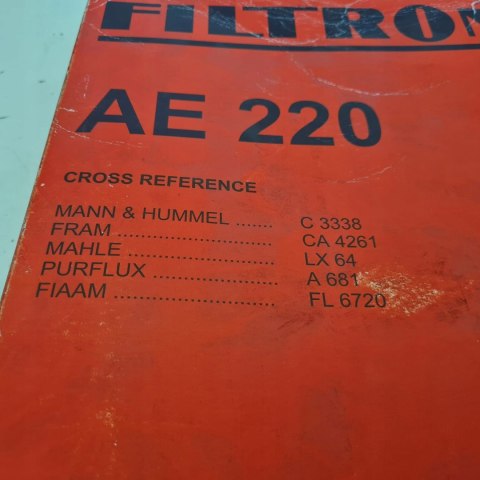 FILTRON
AE 220
CROSS REFERENCE
MANN & HUMMEL ....... C 3338
FRAM ............................ CA 4261
MAHLE ........................... LX 64
PURFLUX ....................... A 681
FIAAM ............................. FL 6720